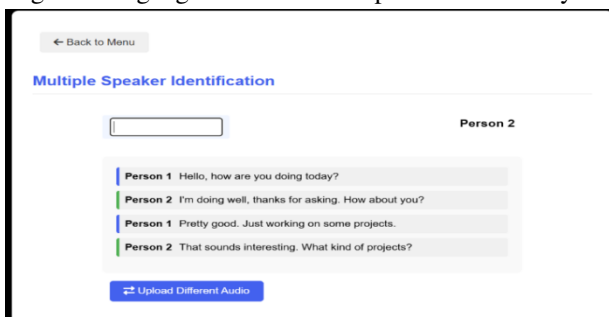 ← Back to Menu
Multiple Speaker Identification
Person 2
Person 1 Hello, how are you doing today?
Person 2 I'm doing well, thanks for asking. How about you?
Person 1 Pretty good. Just working on some projects.
Person 2 That sounds interesting. What kind of projects?
Upload Different Audio